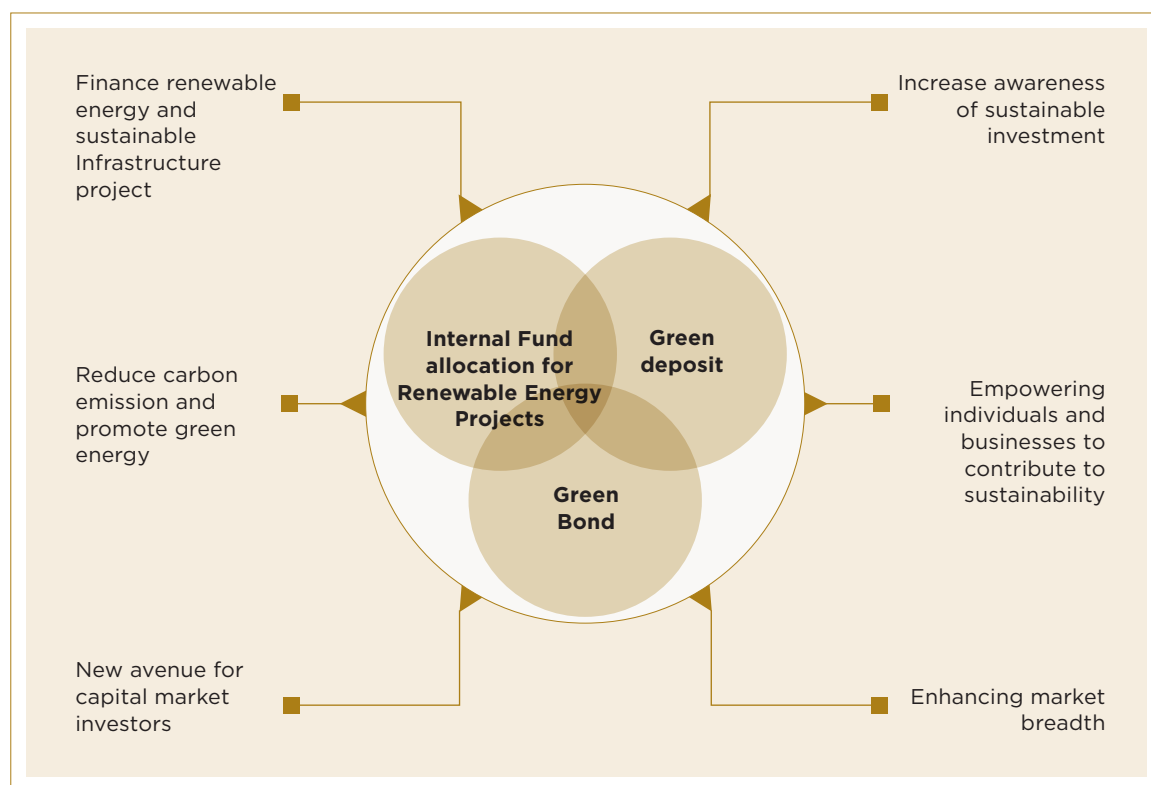 Finance renewable
energy and
sustainable
Infrastructure
project
Increase awareness
of sustainable
investment
Internal Fund
allocation for
Renewable Energy
Projects
Green
deposit
Reduce carbon
emission and
promote green
energy
Empowering
individuals and
businesses to
contribute to
sustainability
Green
Bond
New avenue for
capital market
investors
Enhancing market
breadth